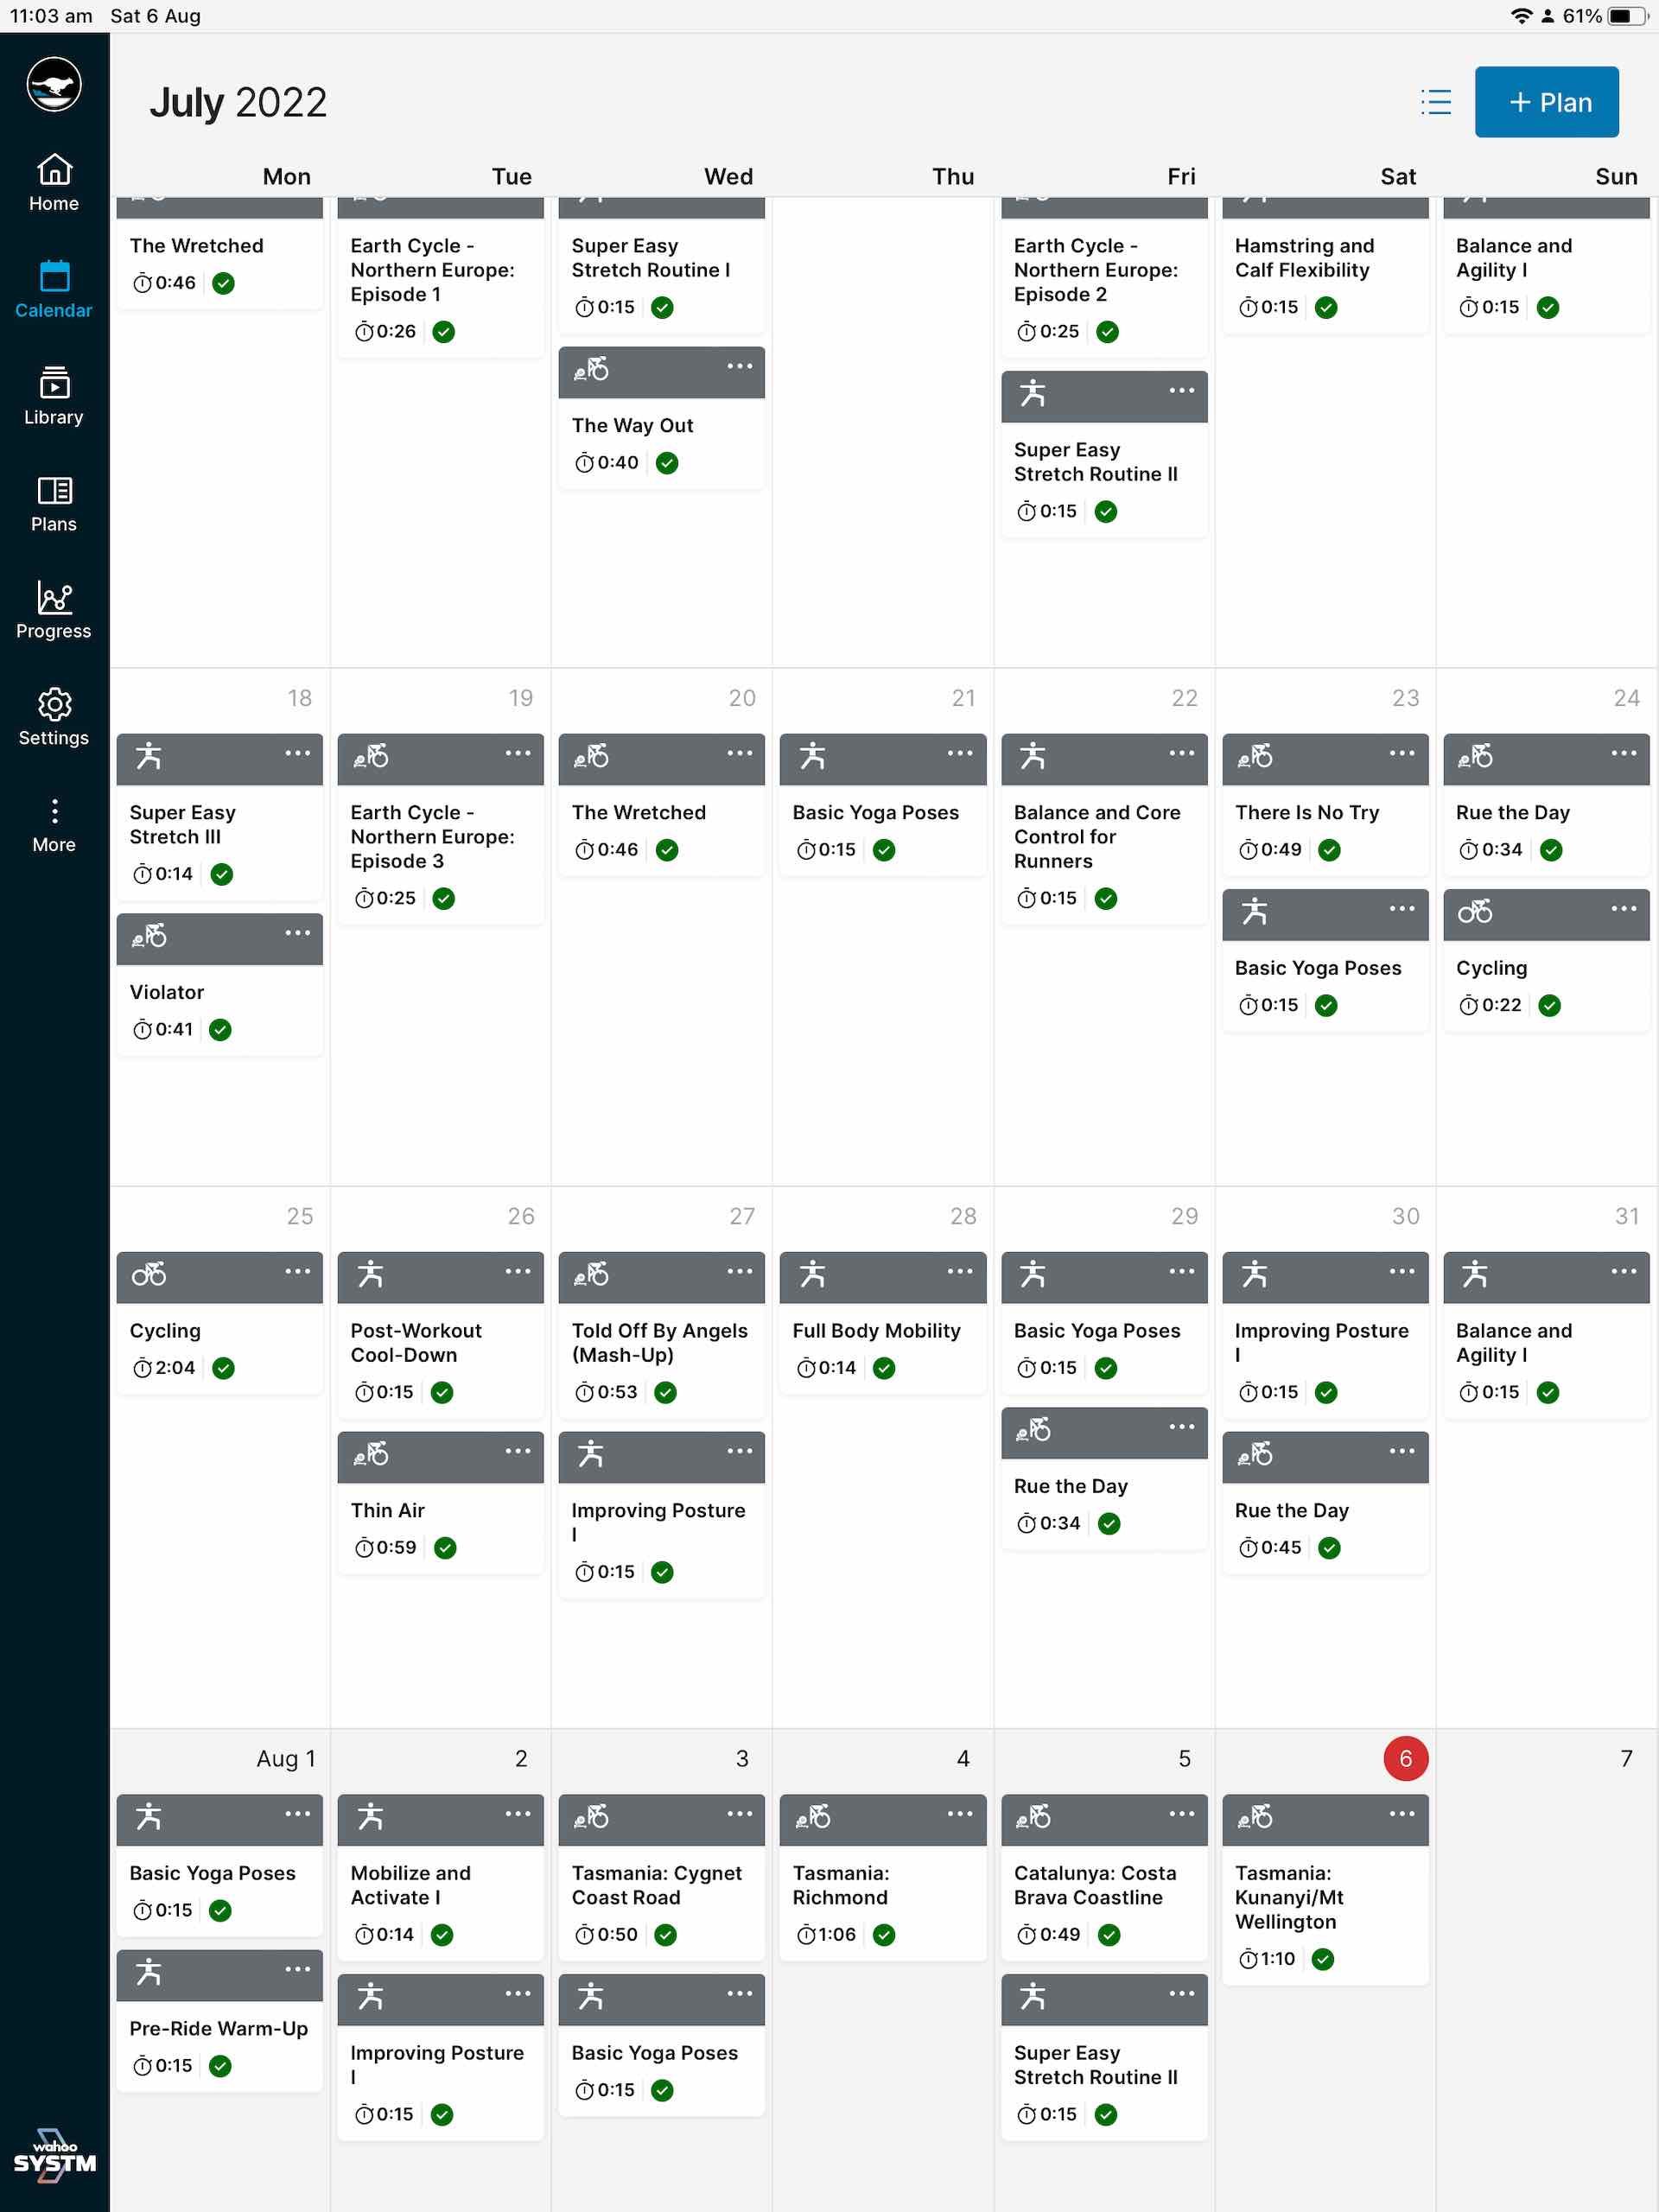 11:03 am Sat 6 Aug
61%
July 2022
+ Plan
Mon Tue Wed Thu Fri Sat Sun
Home
Calendar
Library
Plans
Progress
Settings
More
wahoo
SYSTM
The Wretched
0:46
Earth Cycle -
Northern Europe:
Episode 1
0:26
Super Easy
Stretch Routine I
0:15
The Way Out
0:40
Earth Cycle -
Northern Europe:
Episode 2
0:25
Super Easy
Stretch Routine II
0:15
Hamstring and
Calf Flexibility
0:15
Balance and
Agility I
0:15
18
Super Easy
Stretch III
0:14
Violator
0:41
19
Earth Cycle -
Northern Europe:
Episode 3
0:25
20
The Wretched
0:46
21
Basic Yoga Poses
0:15
22
Balance and Core
Control for
Runners
0:15
23
There Is No Try
0:49
Basic Yoga Poses
0:15
24
Rue the Day
0:34
Cycling
0:22
25
Cycling
2:04
26
Post-Workout
Cool-Down
0:15
Thin Air
0:59
27
Told Off By Angels
(Mash-Up)
0:53
Improving Posture
I
0:15
28
Full Body Mobility
0:14
29
Basic Yoga Poses
0:15
Rue the Day
0:34
30
Improving Posture
I
0:15
Rue the Day
0:45
31
Balance and
Agility I
0:15
Aug 1
Basic Yoga Poses
0:15
Pre-Ride Warm-Up
0:15
2
Mobilize and
Activate I
0:14
Improving Posture
I
0:15
3
Tasmania: Cygnet
Coast Road
0:50
Basic Yoga Poses
0:15
4
Tasmania:
Richmond
1:06
5
Catalunya: Costa
Brava Coastline
0:49
Super Easy
Stretch Routine II
0:15
6
Tasmania:
Kunanyi/Mt
Wellington
1:10
7